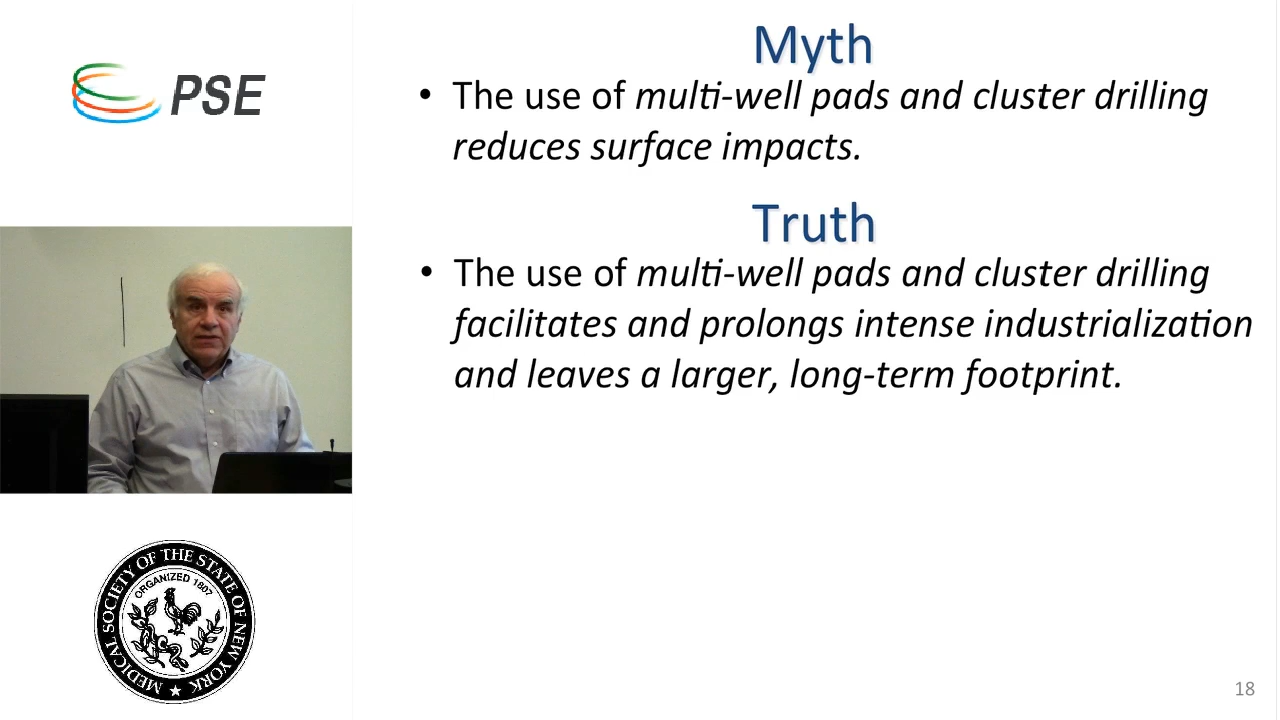 PSE
Myth
• The use of multi-well pads and cluster drilling
reduces surface impacts.
Truth
• The use of multi-well pads and cluster drilling
facilitates and prolongs intense industrialization
and leaves a larger, long-term footprint.
MEDICAL SOCIETY OF THE STATE OF NEW YORK
ORGANIZED 1807
18